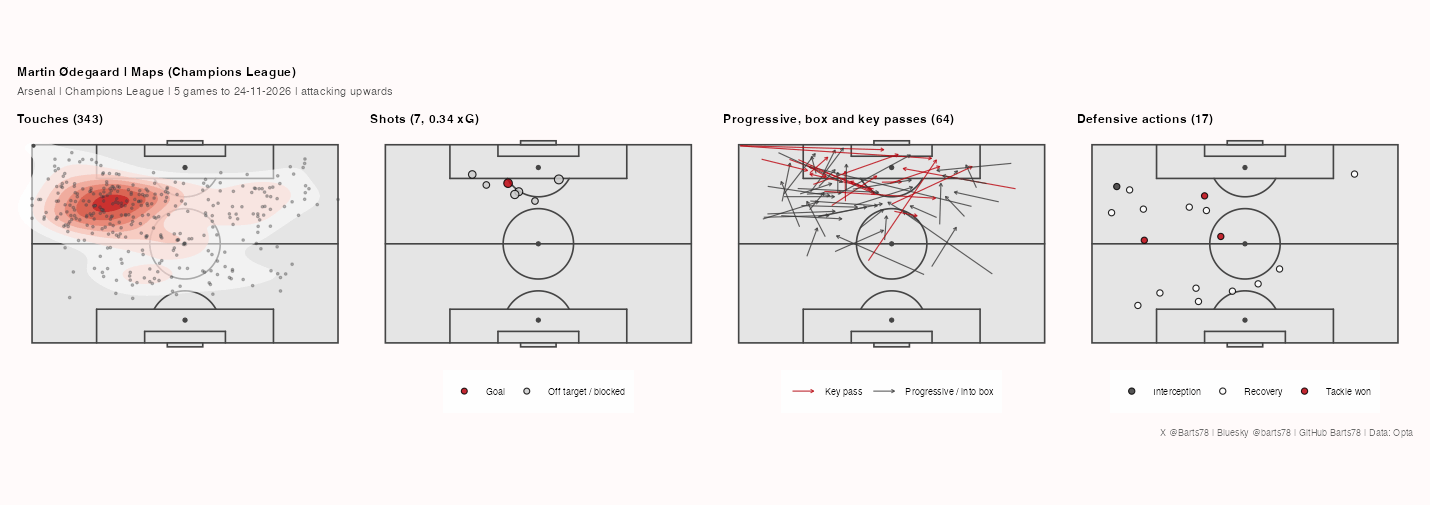 Martin Ødegaard | Maps (Champions League)
Arsenal | Champions League | 5 games to 24-11-2026 | attacking upwards
Touches (343)
Shots (7, 0.34 xG)
Progressive, box and key passes (64)
Defensive actions (17)
Goal
Off target / blocked
Key pass
Progressive / into box
Interception
Recovery
Tackle won
X @Barts78 | Bluesky @barts78 | GitHub Barts78 | Data: Opta